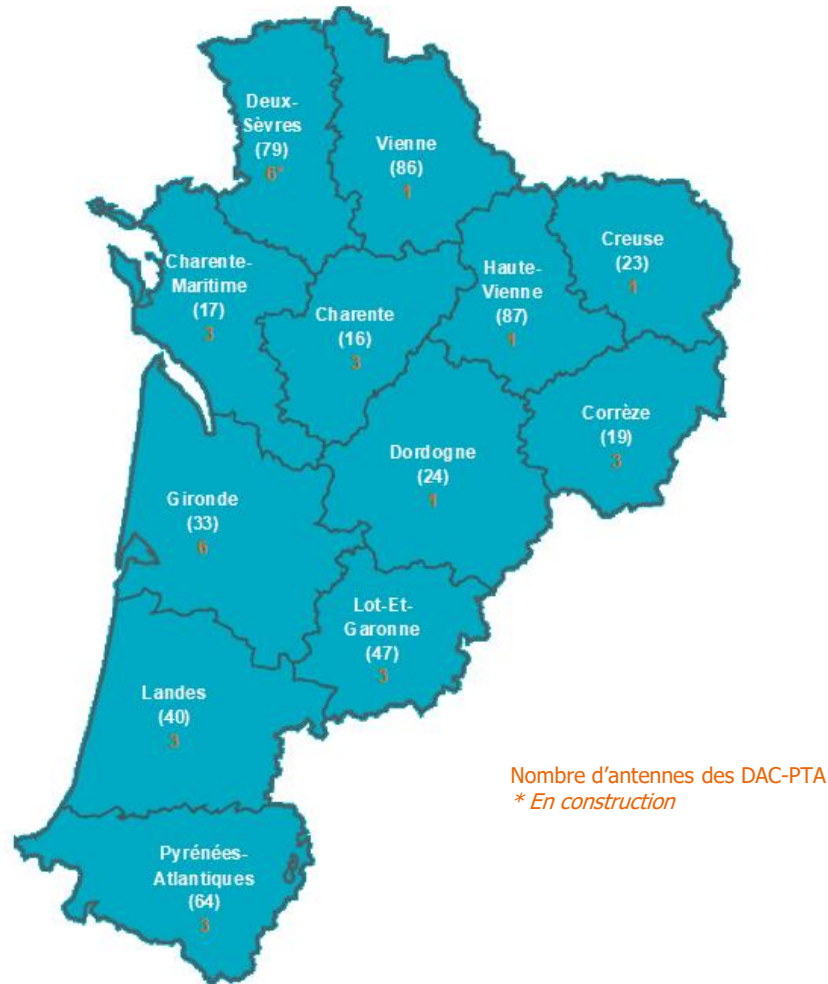 Deux-
Sèvres
(79)
6*
Vienne
(86)
1
Creuse
(23)
1
Charente-
Maritime
(17)
3
Haute-
Vienne
(87)
1
Charente
(16)
3
Corrèze
(19)
3
Dordogne
(24)
1
Gironde
(33)
6
Lot-Et-
Garonne
(47)
3
Landes
(40)
3
Nombre d'antennes des DAC-PTA
* En construction
Pyrénées-
Atlantiques
(64)
3